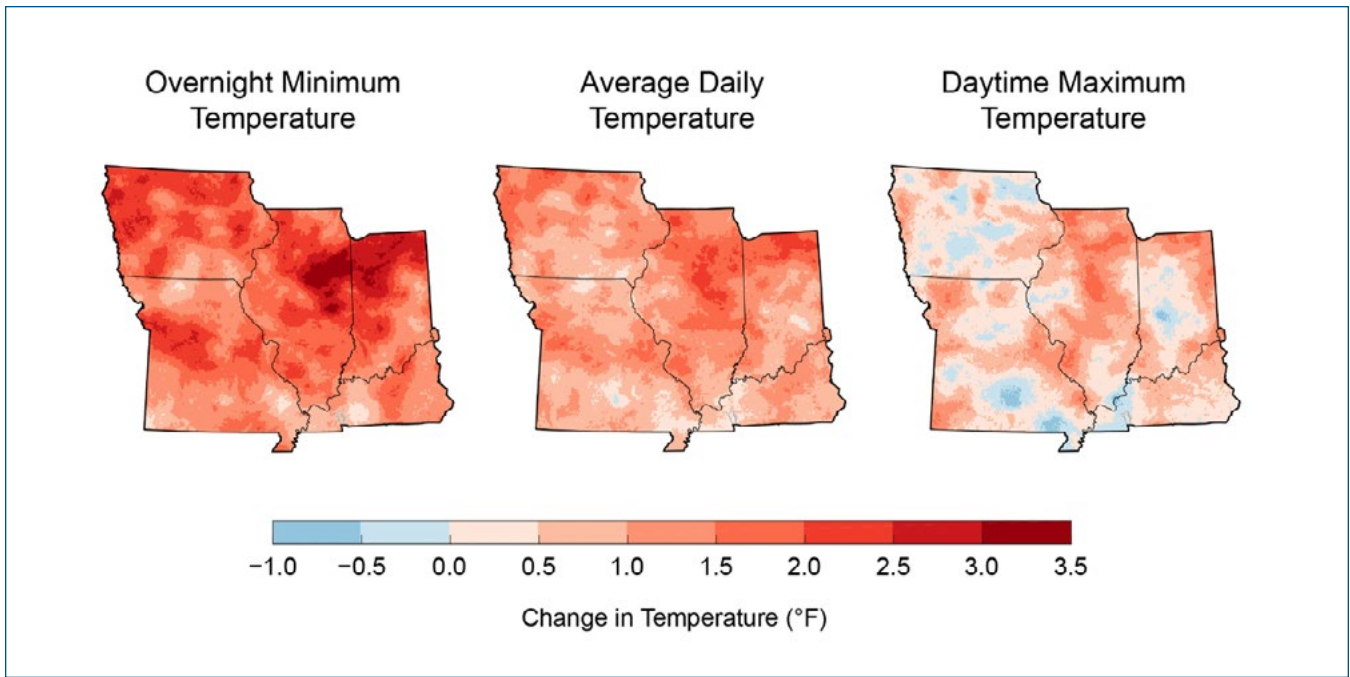 Overnight Minimum
Temperature
Average Daily
Temperature
Daytime Maximum
Temperature
−1.0 −0.5 0.0 0.5 1.0 1.5 2.0 2.5 3.0 3.5
Change in Temperature (°F)